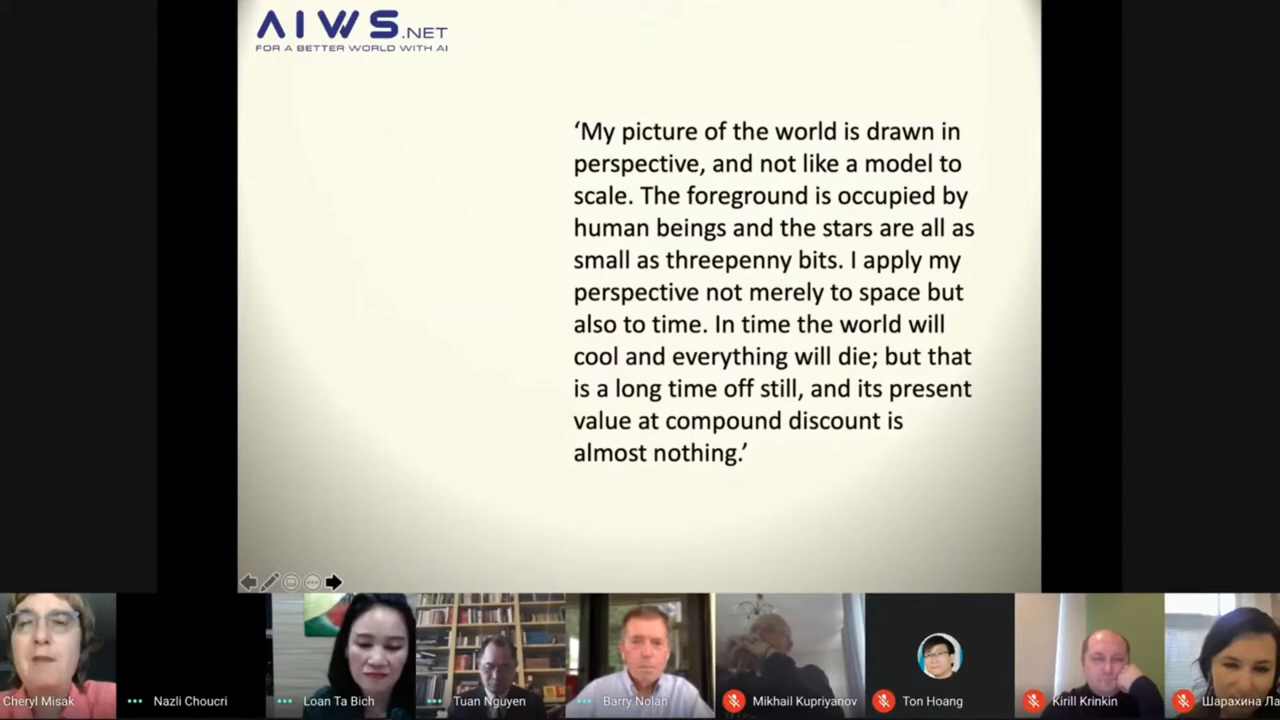 AIWS.NET
FOR A BETTER WORLD WITH AI
‘My picture of the world is drawn in
perspective, and not like a model to
scale. The foreground is occupied by
human beings and the stars are all as
small as threepenny bits. I apply my
perspective not merely to space but
also to time. In time the world will
cool and everything will die; but that
is a long time off still, and its present
value at compound discount is
almost nothing.’
Cheryl Misak
Nazli Choucri
Loan Ta Bich
Tuan Nguyen
Barry Nolan
Mikhail Kupriyanov
Ton Hoang
Kirill Krinkin
Шарахина Ла